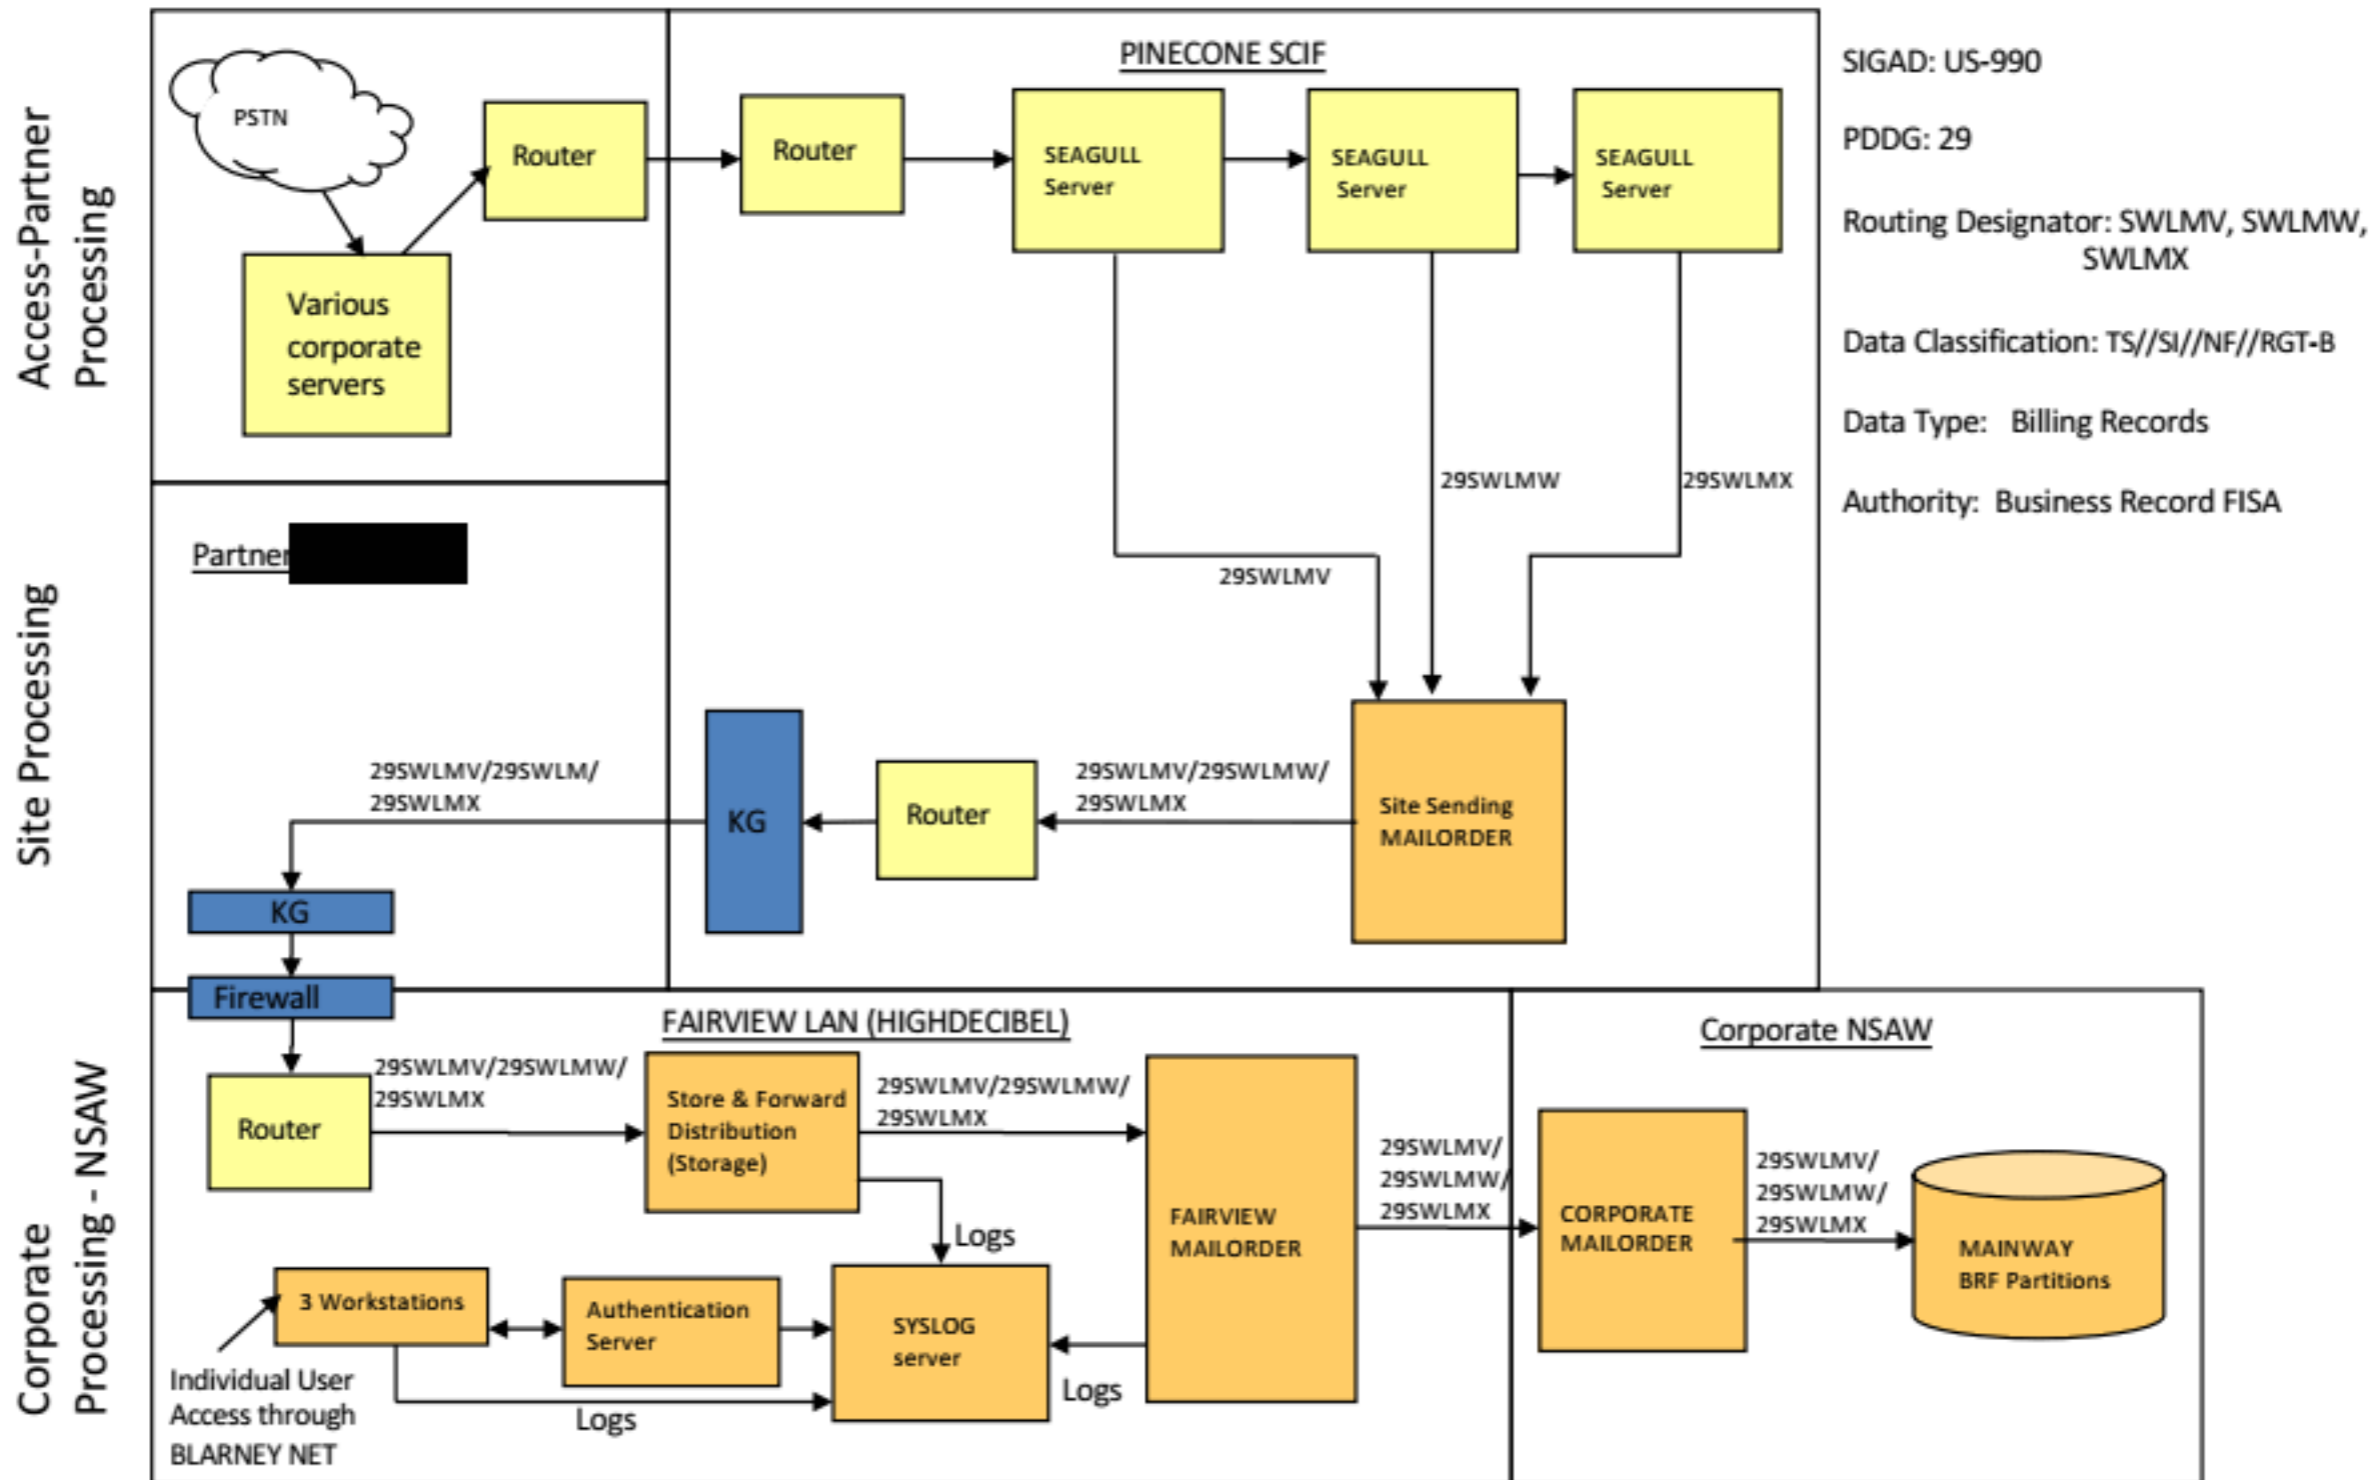 Access-Partner
Processing
PSTN
Various
corporate
servers
Router
PINECONE SCIF
Router
SEAGULL
Server
SEAGULL
Server
SEAGULL
Server
SIGAD: US-990
PDDG: 29
Routing Designator: SWLMV, SWLMW,
SWLMX
Data Classification: TS//SI//NF//RGT-B
Data Type: Billing Records
Authority: Business Record FISA
29SWLMV
29SWLMW
29SWLMX
Site Processing
Partner
29SWLMV/29SWLM/
29SWLMX
KG
Router
29SWLMV/29SWLMW/
29SWLMX
Site Sending
MAILORDER
KG
Firewall
Corporate
Processing - NSAW
FAIRVIEW LAN (HIGHDECIBEL)
Router
29SWLMV/29SWLMW/
29SWLMX
Store & Forward
Distribution
(Storage)
29SWLMV/29SWLMW/
29SWLMX
Logs
FAIRVIEW
MAILORDER
3 Workstations
Authentication
Server
SYSLOG
server
Logs
Logs
Individual User
Access through
BLARNEY NET
29SWLMV/
29SWLMW/
29SWLMX
Corporate NSAW
CORPORATE
MAILORDER
29SWLMV/
29SWLMW/
29SWLMX
MAINWAY
BRF Partitions